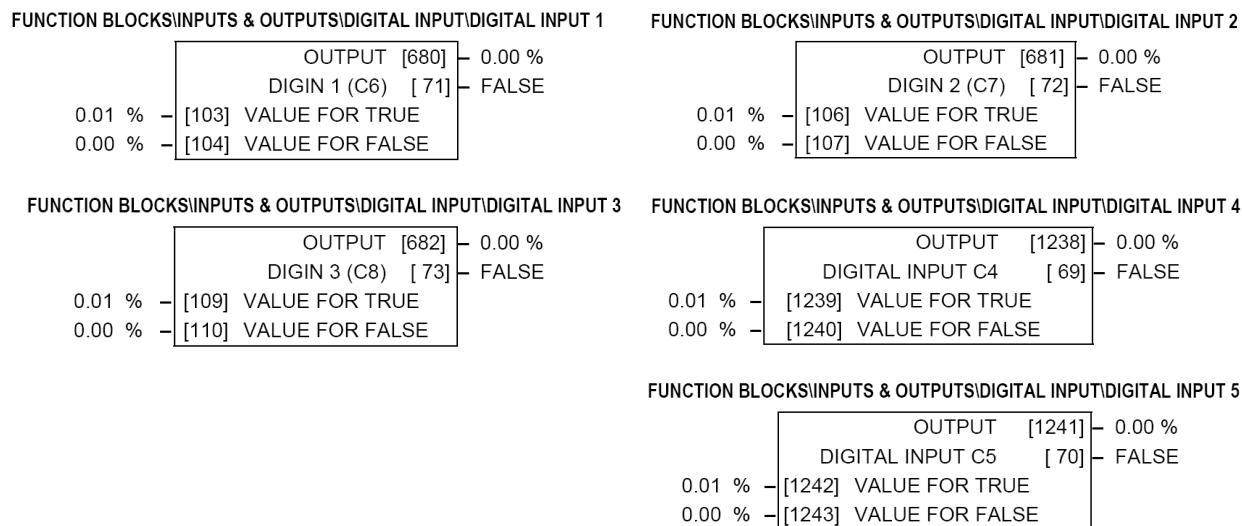 FUNCTION BLOCKS\INPUTS & OUTPUTS\DIGITAL INPUT\DIGITAL INPUT 1
OUTPUT [680] – 0.00 %
DIGIN 1 (C6) [ 71] – FALSE
0.01 % – [103] VALUE FOR TRUE
0.00 % – [104] VALUE FOR FALSE
FUNCTION BLOCKS\INPUTS & OUTPUTS\DIGITAL INPUT\DIGITAL INPUT 2
OUTPUT [681] – 0.00 %
DIGIN 2 (C7) [ 72] – FALSE
0.01 % – [106] VALUE FOR TRUE
0.00 % – [107] VALUE FOR FALSE
FUNCTION BLOCKS\INPUTS & OUTPUTS\DIGITAL INPUT\DIGITAL INPUT 3
OUTPUT [682] – 0.00 %
DIGIN 3 (C8) [ 73] – FALSE
0.01 % – [109] VALUE FOR TRUE
0.00 % – [110] VALUE FOR FALSE
FUNCTION BLOCKS\INPUTS & OUTPUTS\DIGITAL INPUT\DIGITAL INPUT 4
OUTPUT [1238] – 0.00 %
DIGITAL INPUT C4 [ 69] – FALSE
0.01 % – [1239] VALUE FOR TRUE
0.00 % – [1240] VALUE FOR FALSE
FUNCTION BLOCKS\INPUTS & OUTPUTS\DIGITAL INPUT\DIGITAL INPUT 5
OUTPUT [1241] – 0.00 %
DIGITAL INPUT C5 [ 70] – FALSE
0.01 % – [1242] VALUE FOR TRUE
0.00 % – [1243] VALUE FOR FALSE